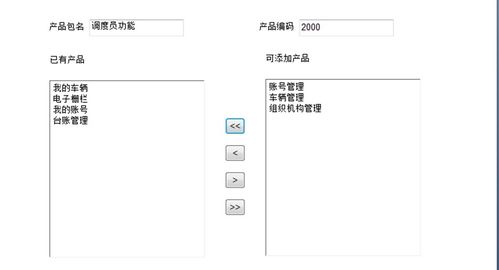 产品包名 调度员功能 产品编码 2000
已有产品 可添加产品
我的车辆
电子栅栏
我的账号
台账管理
账号管理
车辆管理
组织机构管理
<<
<
>
>>